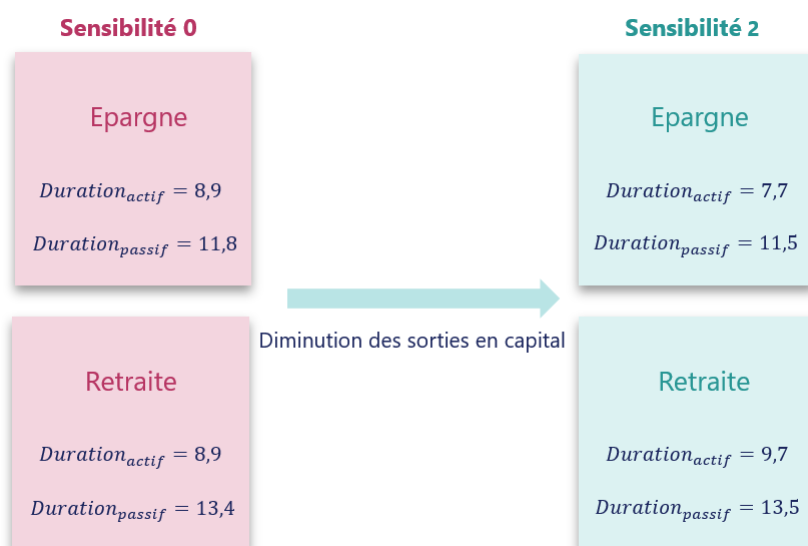 Sensibilité 0
Epargne
Duration_actif = 8,9
Duration_passif = 11,8
Retraite
Duration_actif = 8,9
Duration_passif = 13,4
Diminution des sorties en capital
Sensibilité 2
Epargne
Duration_actif = 7,7
Duration_passif = 11,5
Retraite
Duration_actif = 9,7
Duration_passif = 13,5